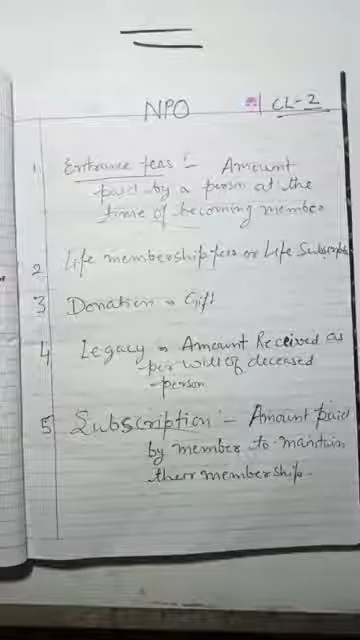 NPO
CL-2
1 Entrance fees :- Amount
paid by a person at the
time of becoming member
2 Life membership fees or Life Subscrib
3 Donation → Gift
4 Legacy → Amount Received as
per will of deceased
person
5 Subscription :- Amount paid
by member to maintain
their membership.